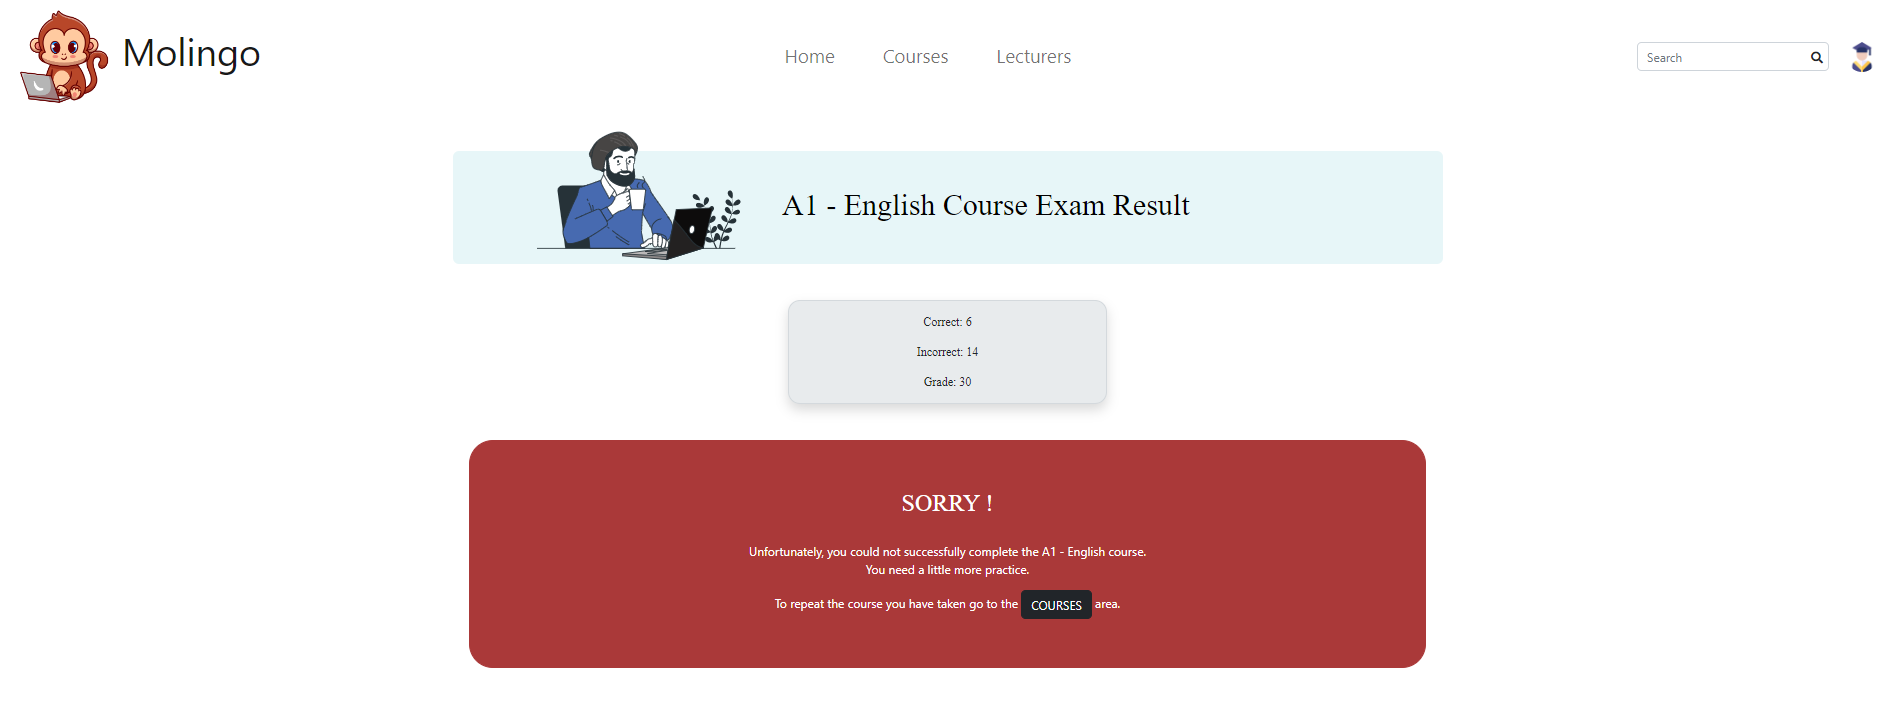 Molingo
Home Courses Lecturers
Search
A1 - English Course Exam Result
Correct: 6
Incorrect: 14
Grade: 30
SORRY !
Unfortunately, you could not successfully complete the A1 - English course.
You need a little more practice.
To repeat the course you have taken go to the COURSES area.